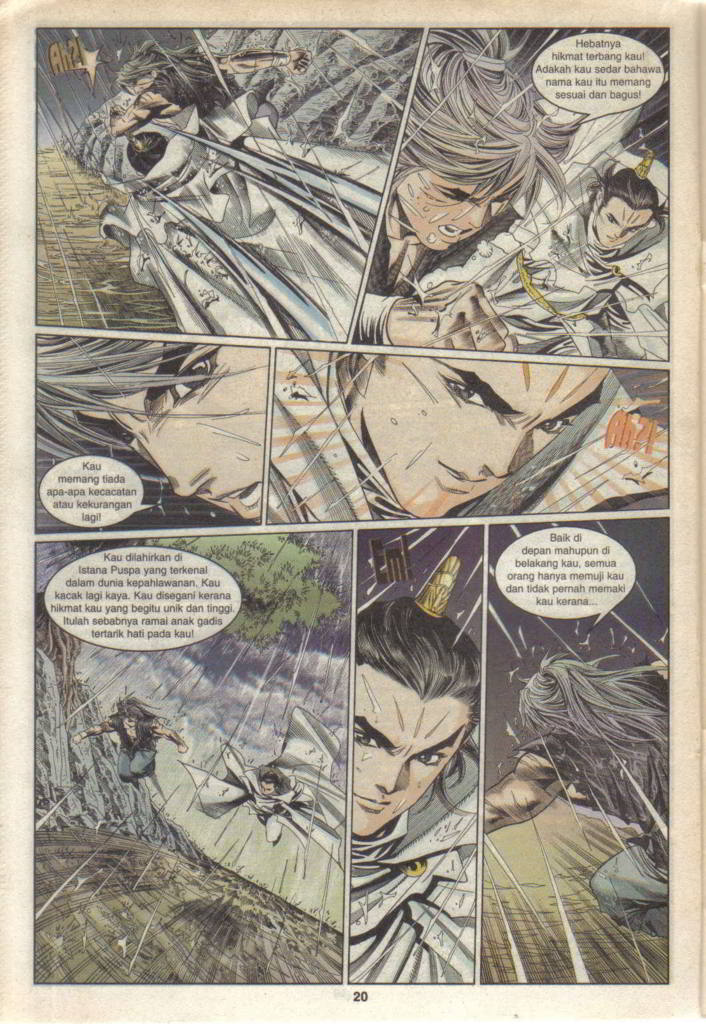 Ah?!
Hebatnya
hikmat terbang kau!
Adakah kau sedar bahawa
nama kau itu memang
sesuai dan bagus!
Kau
memang tiada
apa-apa kecacatan
atau kekurangan
lagi!
Ah?!
Kau dilahirkan di
Istana Puspa yang terkenal
dalam dunia kepahlawanan. Kau
kacak lagi kaya. Kau disegani kerana
hikmat kau yang begitu unik dan tinggi.
Itulah sebabnya ramai anak gadis
tertarik hati pada kau!
Em!
Baik di
depan mahupun di
belakang kau, semua
orang hanya memuji kau
dan tidak pernah memaki
kau kerana...
20